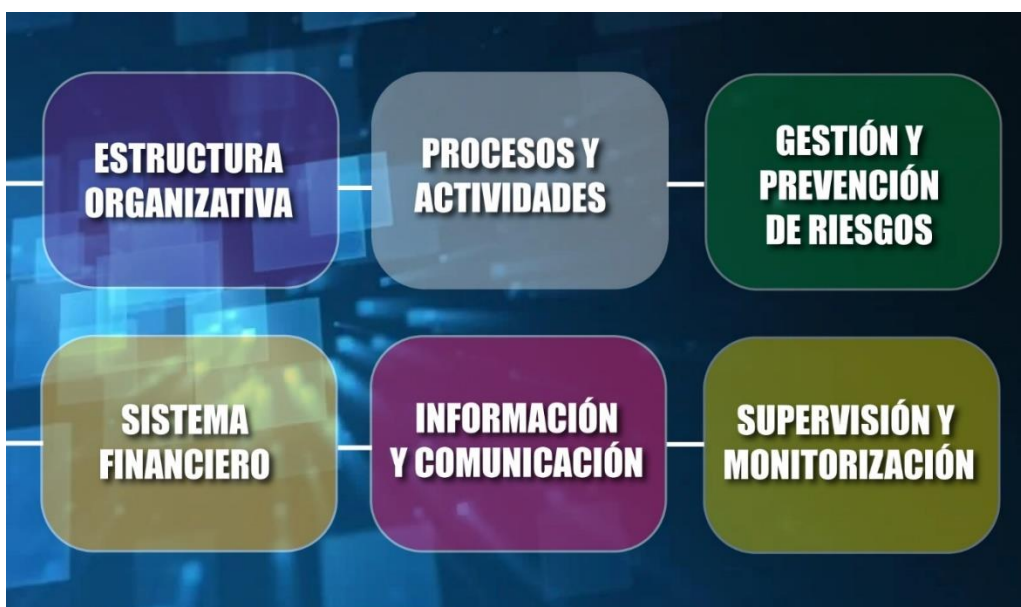 ESTRUCTURA
ORGANIZATIVA
PROCESOS Y
ACTIVIDADES
GESTIÓN Y
PREVENCIÓN
DE RIESGOS
SISTEMA
FINANCIERO
INFORMACIÓN
Y COMUNICACIÓN
SUPERVISIÓN Y
MONITORIZACIÓN